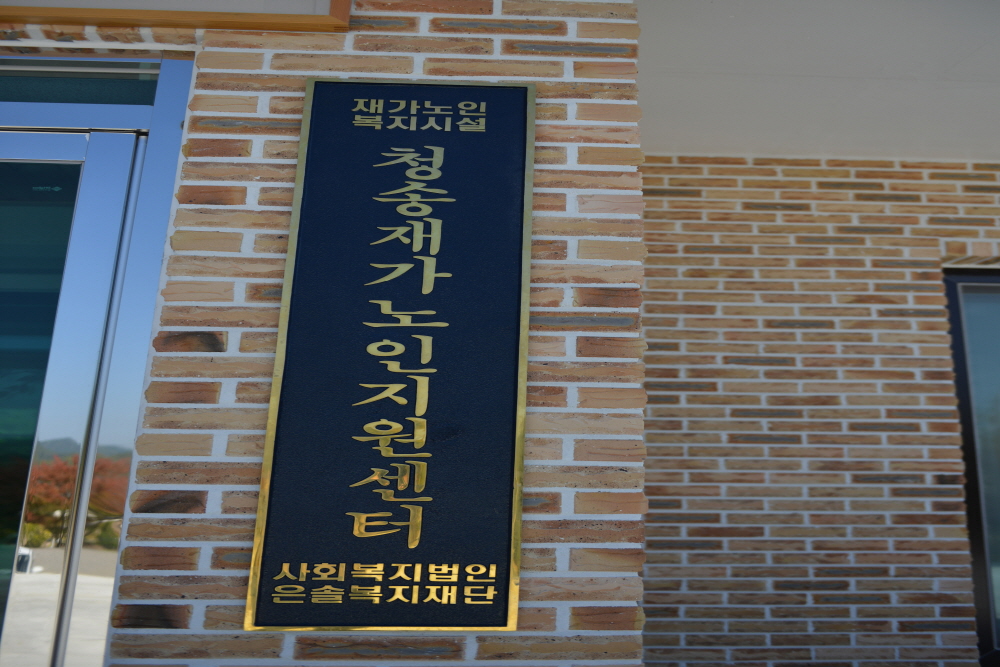 재가노인
복지시설
청송재가노인지원센터
사회복지법인
은솔복지재단